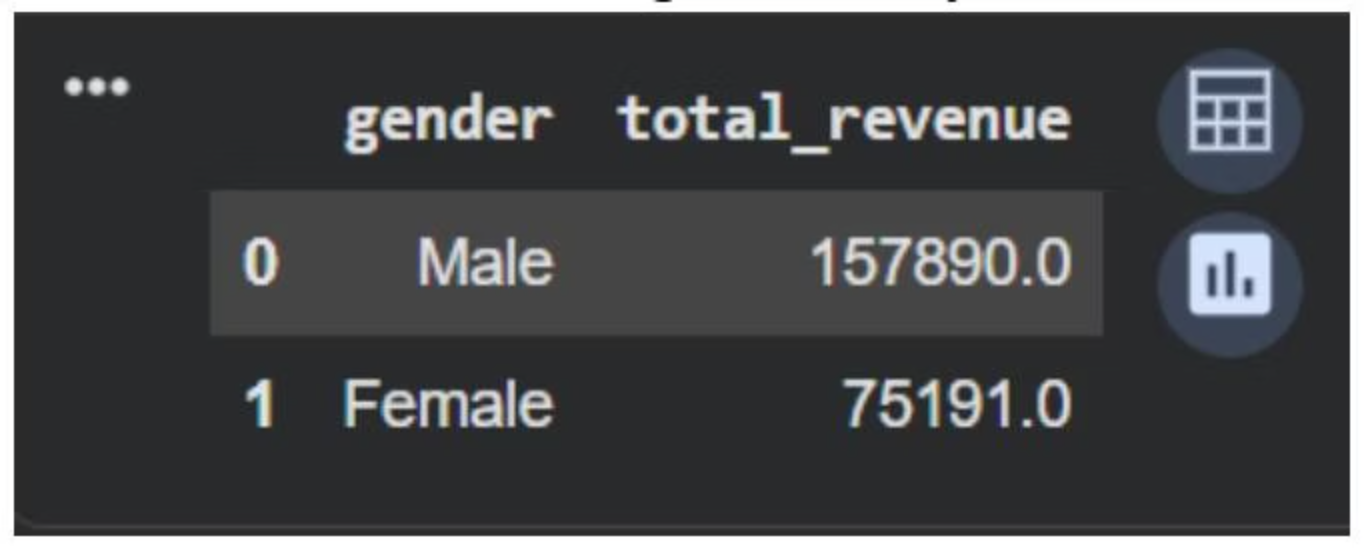 gender total_revenue
0 Male 157890.0
1 Female 75191.0